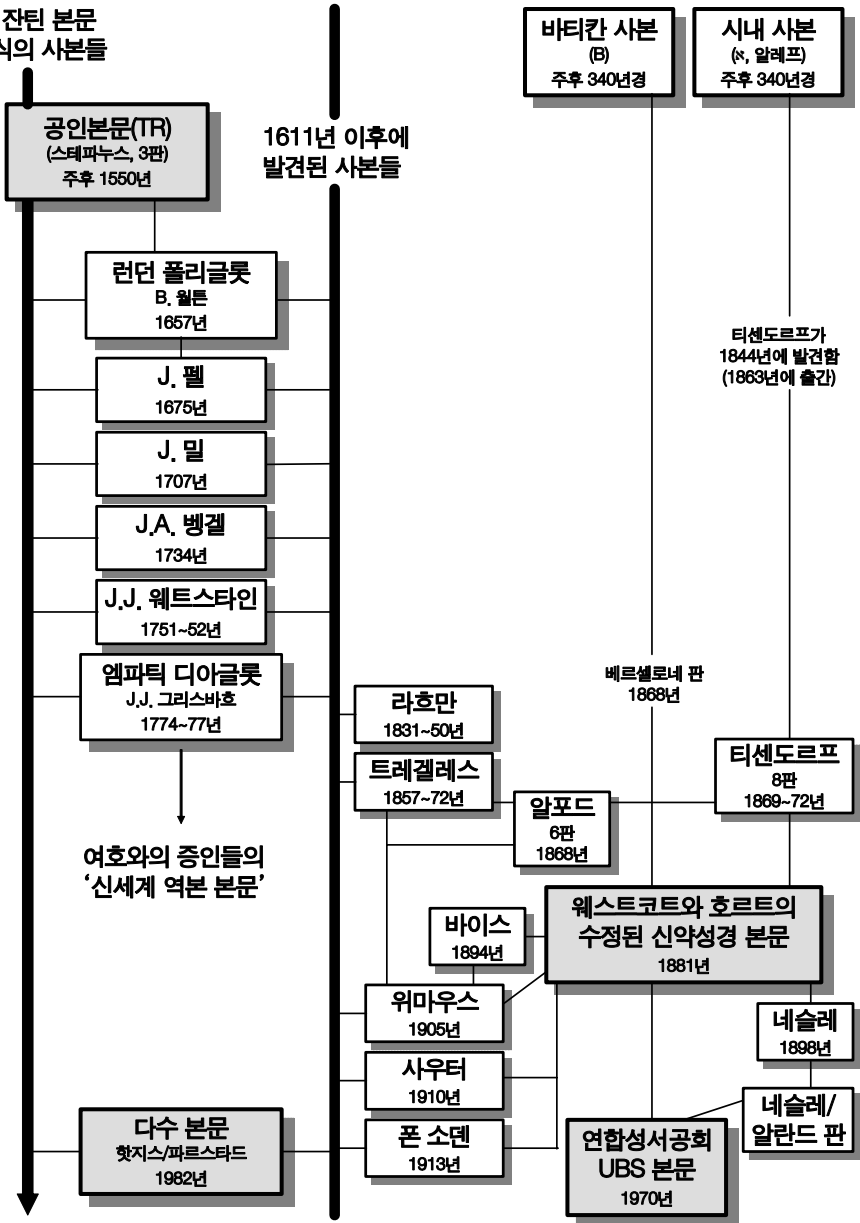 잔틴 본문
식의 사본들
공인본문(TR)
(스테파누스, 3판)
주후 1550년
1611년 이후에
발견된 사본들
바티칸 사본
(B)
주후 340년경
시내 사본
(א, 알레프)
주후 340년경
런던 폴리글롯
B. 월튼
1657년
J. 펠
1675년
J. 밀
1707년
J.A. 벵겔
1734년
J.J. 웨트스타인
1751~52년
엠파틱 디아글롯
J.J. 그리스바흐
1774~77년
여호와의 증인들의
‘신세계 역본 본문’
티센도르프가
1844년에 발견함
(1863년에 출간)
베르셀로네 판
1868년
라흐만
1831~50년
트레겔레스
1857~72년
알포드
6판
1868년
티센도르프
8판
1869~72년
웨스트코트와 호르트의
수정된 신약성경 본문
1881년
바이스
1894년
위마우스
1905년
사우터
1910년
폰 소덴
1913년
네슬레
1898년
네슬레/
알란드 판
다수 본문
핫지스/파르스타드
1982년
연합성서공회
UBS 본문
1970년